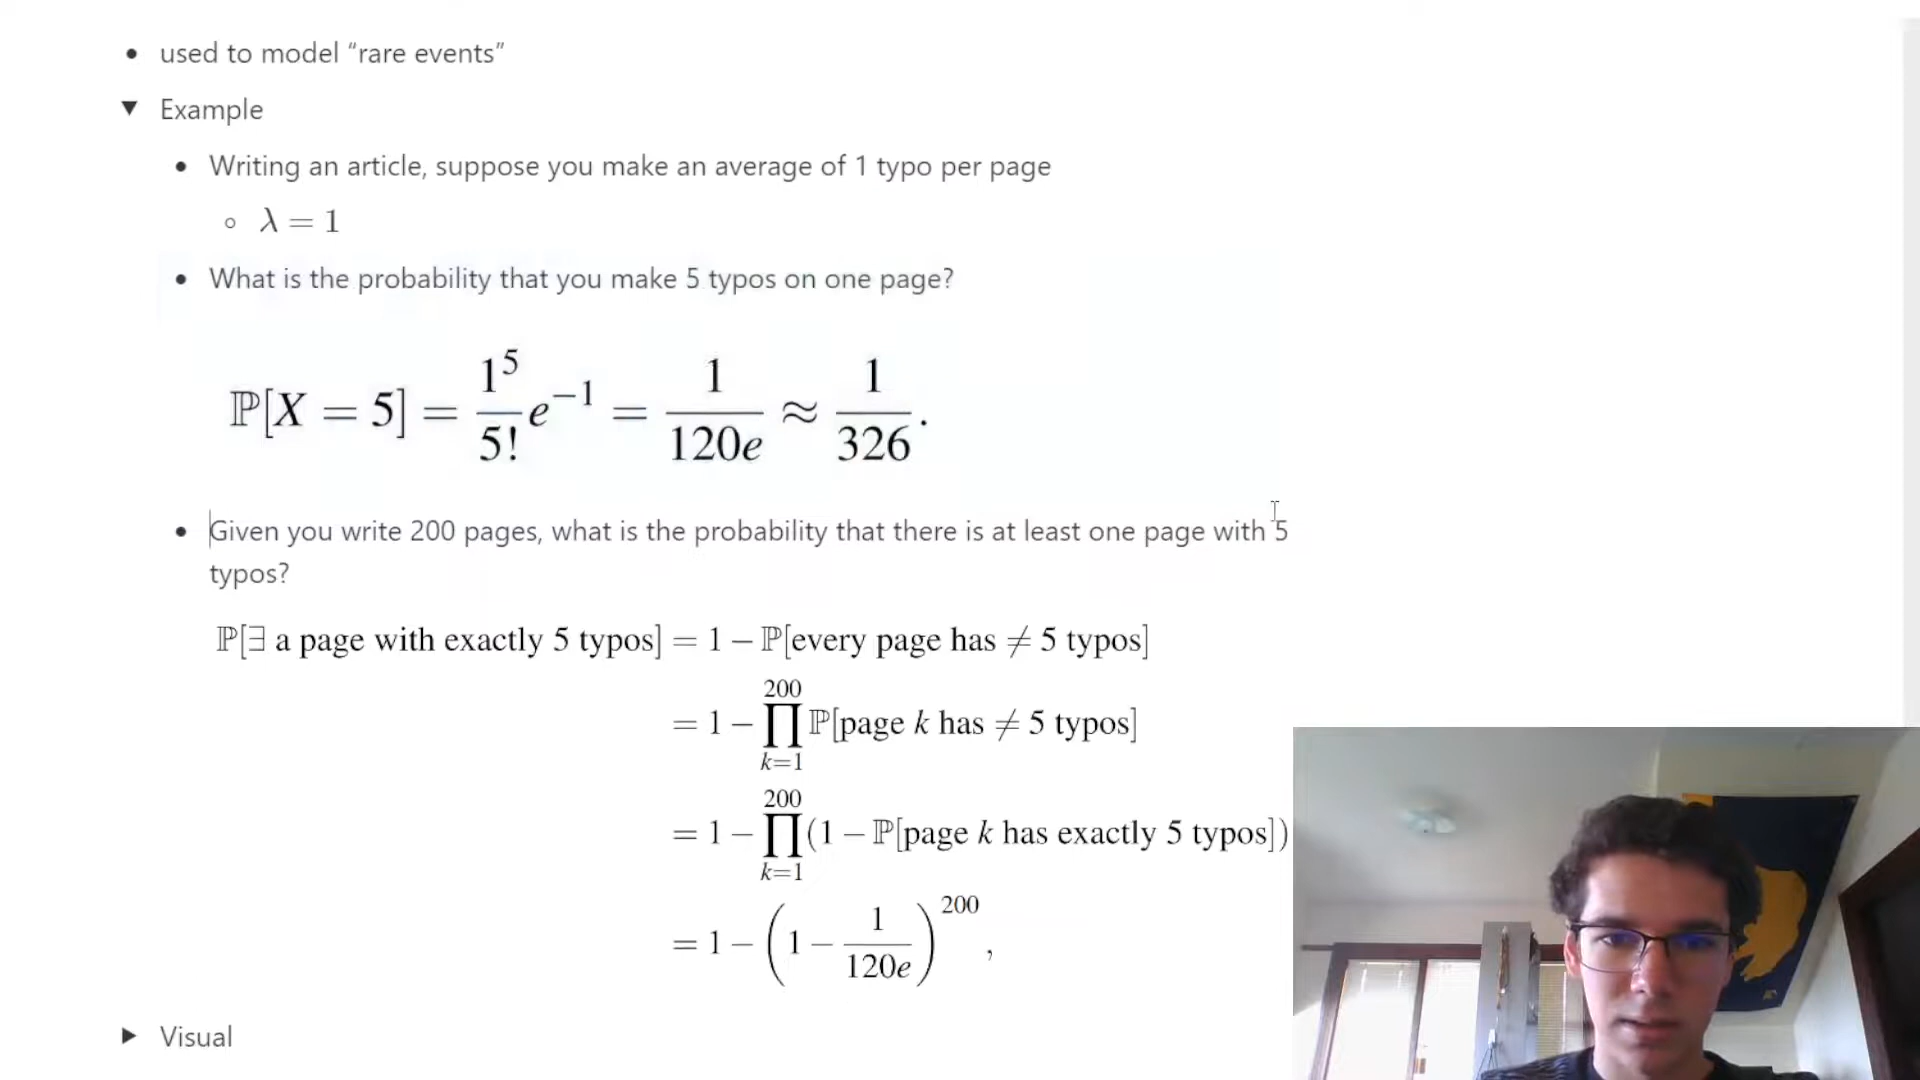 used to model “rare events”
Example
Writing an article, suppose you make an average of 1 typo per page
λ = 1
What is the probability that you make 5 typos on one page?
ℙ[X = 5] = 1^5/5! e^{−1} = 1/(120e) ≈ 1/326.
Given you write 200 pages, what is the probability that there is at least one page with 5
typos?
ℙ[∃ a page with exactly 5 typos] = 1 − ℙ[every page has ≠ 5 typos]
= 1 − ∏_{k=1}^{200} ℙ[page k has ≠ 5 typos]
= 1 − ∏_{k=1}^{200} (1 − ℙ[page k has exactly 5 typos])
= 1 − (1 − 1/(120e))^{200},
Visual